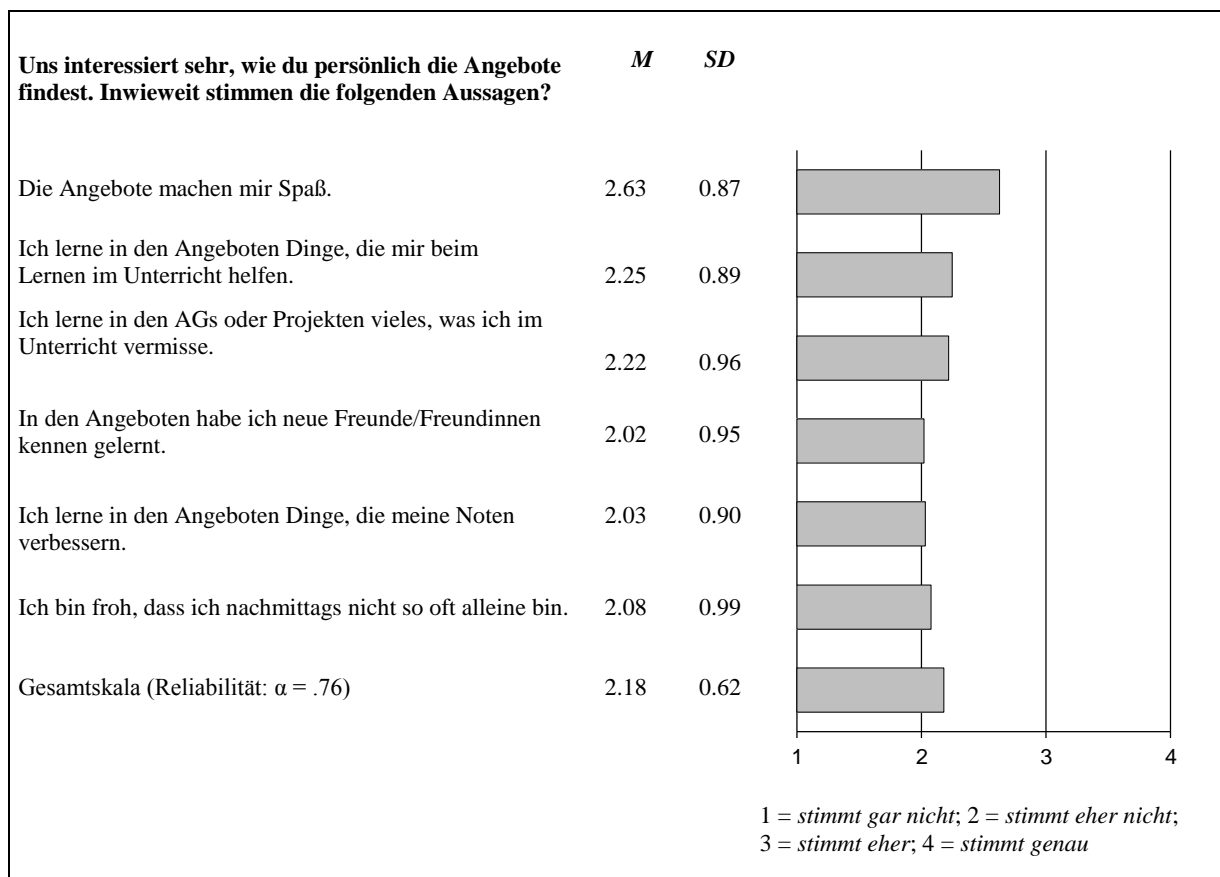 Uns interessiert sehr, wie du persönlich die Angebote M SD
findest. Inwieweit stimmen die folgenden Aussagen?
Die Angebote machen mir Spaß. 2.63 0.87
Ich lerne in den Angeboten Dinge, die mir beim
Lernen im Unterricht helfen. 2.25 0.89
Ich lerne in den AGs oder Projekten vieles, was ich im
Unterricht vermisse. 2.22 0.96
In den Angeboten habe ich neue Freunde/Freundinnen
kennen gelernt. 2.02 0.95
Ich lerne in den Angeboten Dinge, die meine Noten 2.03 0.90
verbessern.
Ich bin froh, dass ich nachmittags nicht so oft alleine bin. 2.08 0.99
Gesamtskala (Reliabilität: α = .76) 2.18 0.62
1 2 3 4
1 = stimmt gar nicht; 2 = stimmt eher nicht;
3 = stimmt eher; 4 = stimmt genau